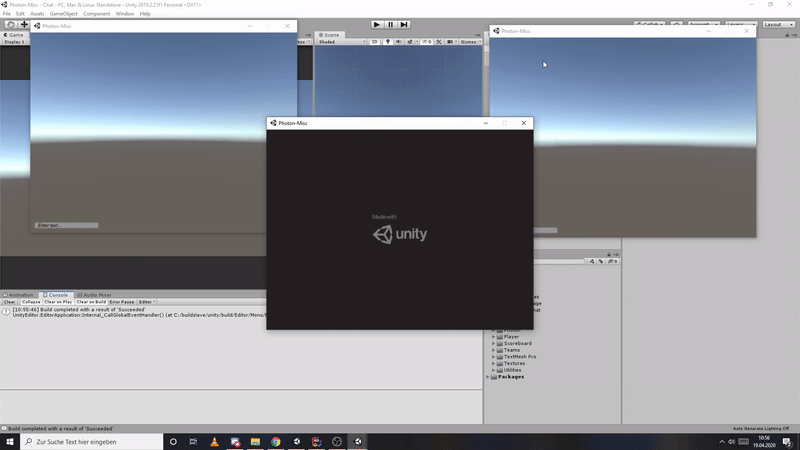 Photon-Misc - Chat - PC, Mac & Linux Standalone - Unity 2019.2.21f1 Personal <DX11>
File Edit Assets GameObject Component Window Help
Collab Account Layers Layout
Game
Display 1
Scene
Shaded 2D Gizmos
Photon-Misc
Photon-Misc
Photon-Misc
Made with
unity
Enter text...
Animation Console Audio Mixer
Clear Collapse Clear on Play Clear on Build Error Pause Editor
[10:55:46] Build completed with a result of 'Succeeded'
UnityEditor.EditorApplication:Internal_CallGlobalEventHandler() (at C:/buildslave/unity/build/Editor/Mono/
Player
Scoreboard
Teams
TextMesh Pro
Textures
Utilities
Packages
Build completed with a result of 'Succeeded'
Auto Generate Lighting Off
Zur Suche Text hier eingeben
10:56
19.04.2020